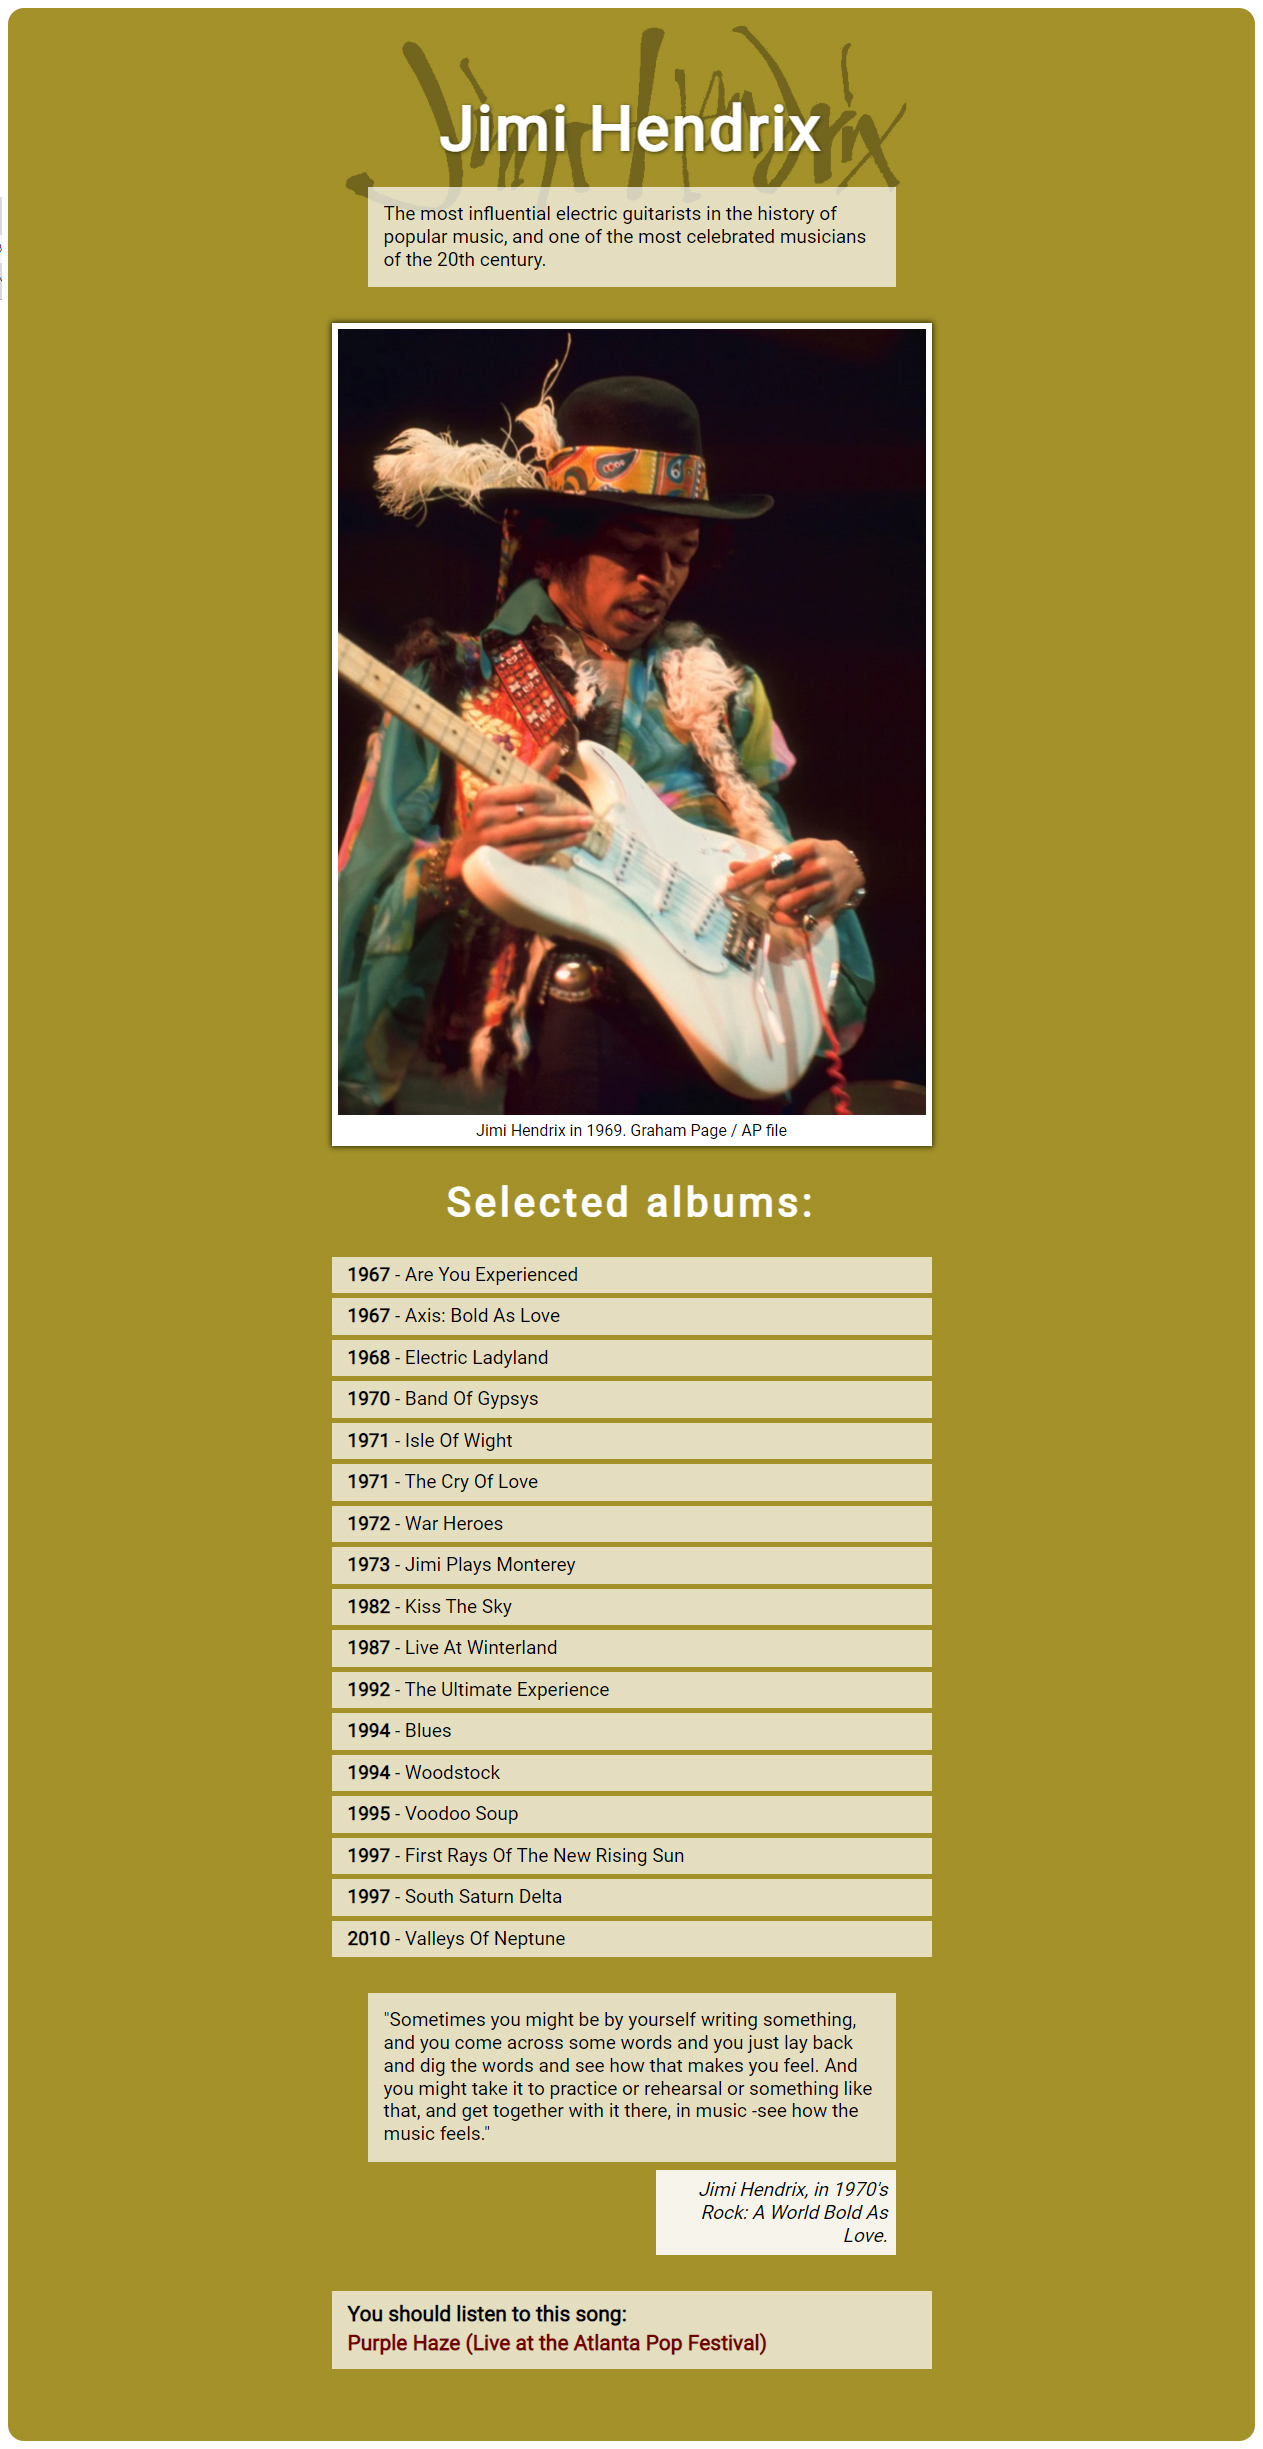 Jimi Hendrix
Jimi Hendrix
The most influential electric guitarists in the history of
popular music, and one of the most celebrated musicians
of the 20th century.
Jimi Hendrix in 1969. Graham Page / AP file
Selected albums:
1967 - Are You Experienced
1967 - Axis: Bold As Love
1968 - Electric Ladyland
1970 - Band Of Gypsys
1971 - Isle Of Wight
1971 - The Cry Of Love
1972 - War Heroes
1973 - Jimi Plays Monterey
1982 - Kiss The Sky
1987 - Live At Winterland
1992 - The Ultimate Experience
1994 - Blues
1994 - Woodstock
1995 - Voodoo Soup
1997 - First Rays Of The New Rising Sun
1997 - South Saturn Delta
2010 - Valleys Of Neptune
"Sometimes you might be by yourself writing something,
and you come across some words and you just lay back
and dig the words and see how that makes you feel. And
you might take it to practice or rehearsal or something like
that, and get together with it there, in music -see how the
music feels."
Jimi Hendrix, in 1970's
Rock: A World Bold As
Love.
You should listen to this song:
Purple Haze (Live at the Atlanta Pop Festival)